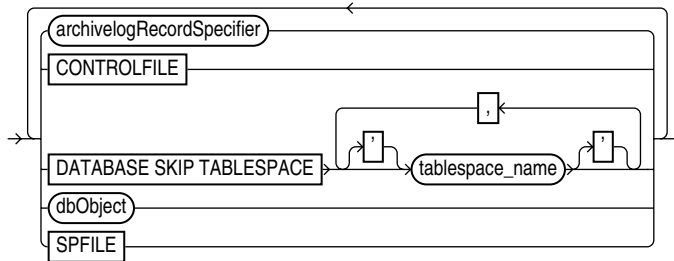 archivelogRecordSpecifier
CONTROLFILE
,
DATABASE SKIP TABLESPACE ' tablespace_name '
dbObject
SPFILE